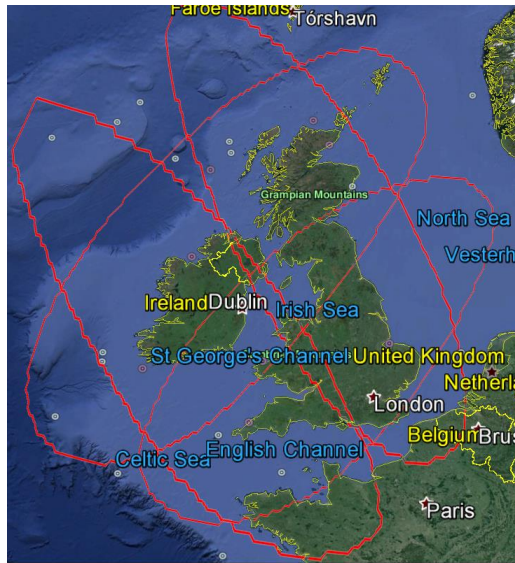 Faroe Islands
Tórshavn
Grampian Mountains
North Sea
Vesterh
Ireland
Dublin
Irish Sea
St George's Channel
United Kingdom
Netherla
London
Belgium
Brus
English Channel
Celtic Sea
Paris